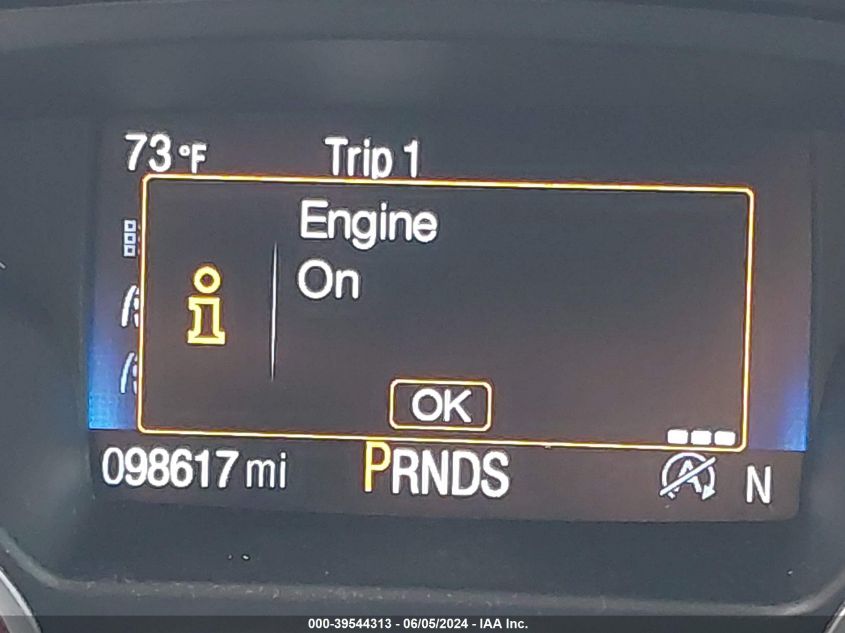 73 °F Trip 1
Engine
On
OK
098617 mi PRNDS A N
000-39544313 - 06/05/2024 - IAA Inc.